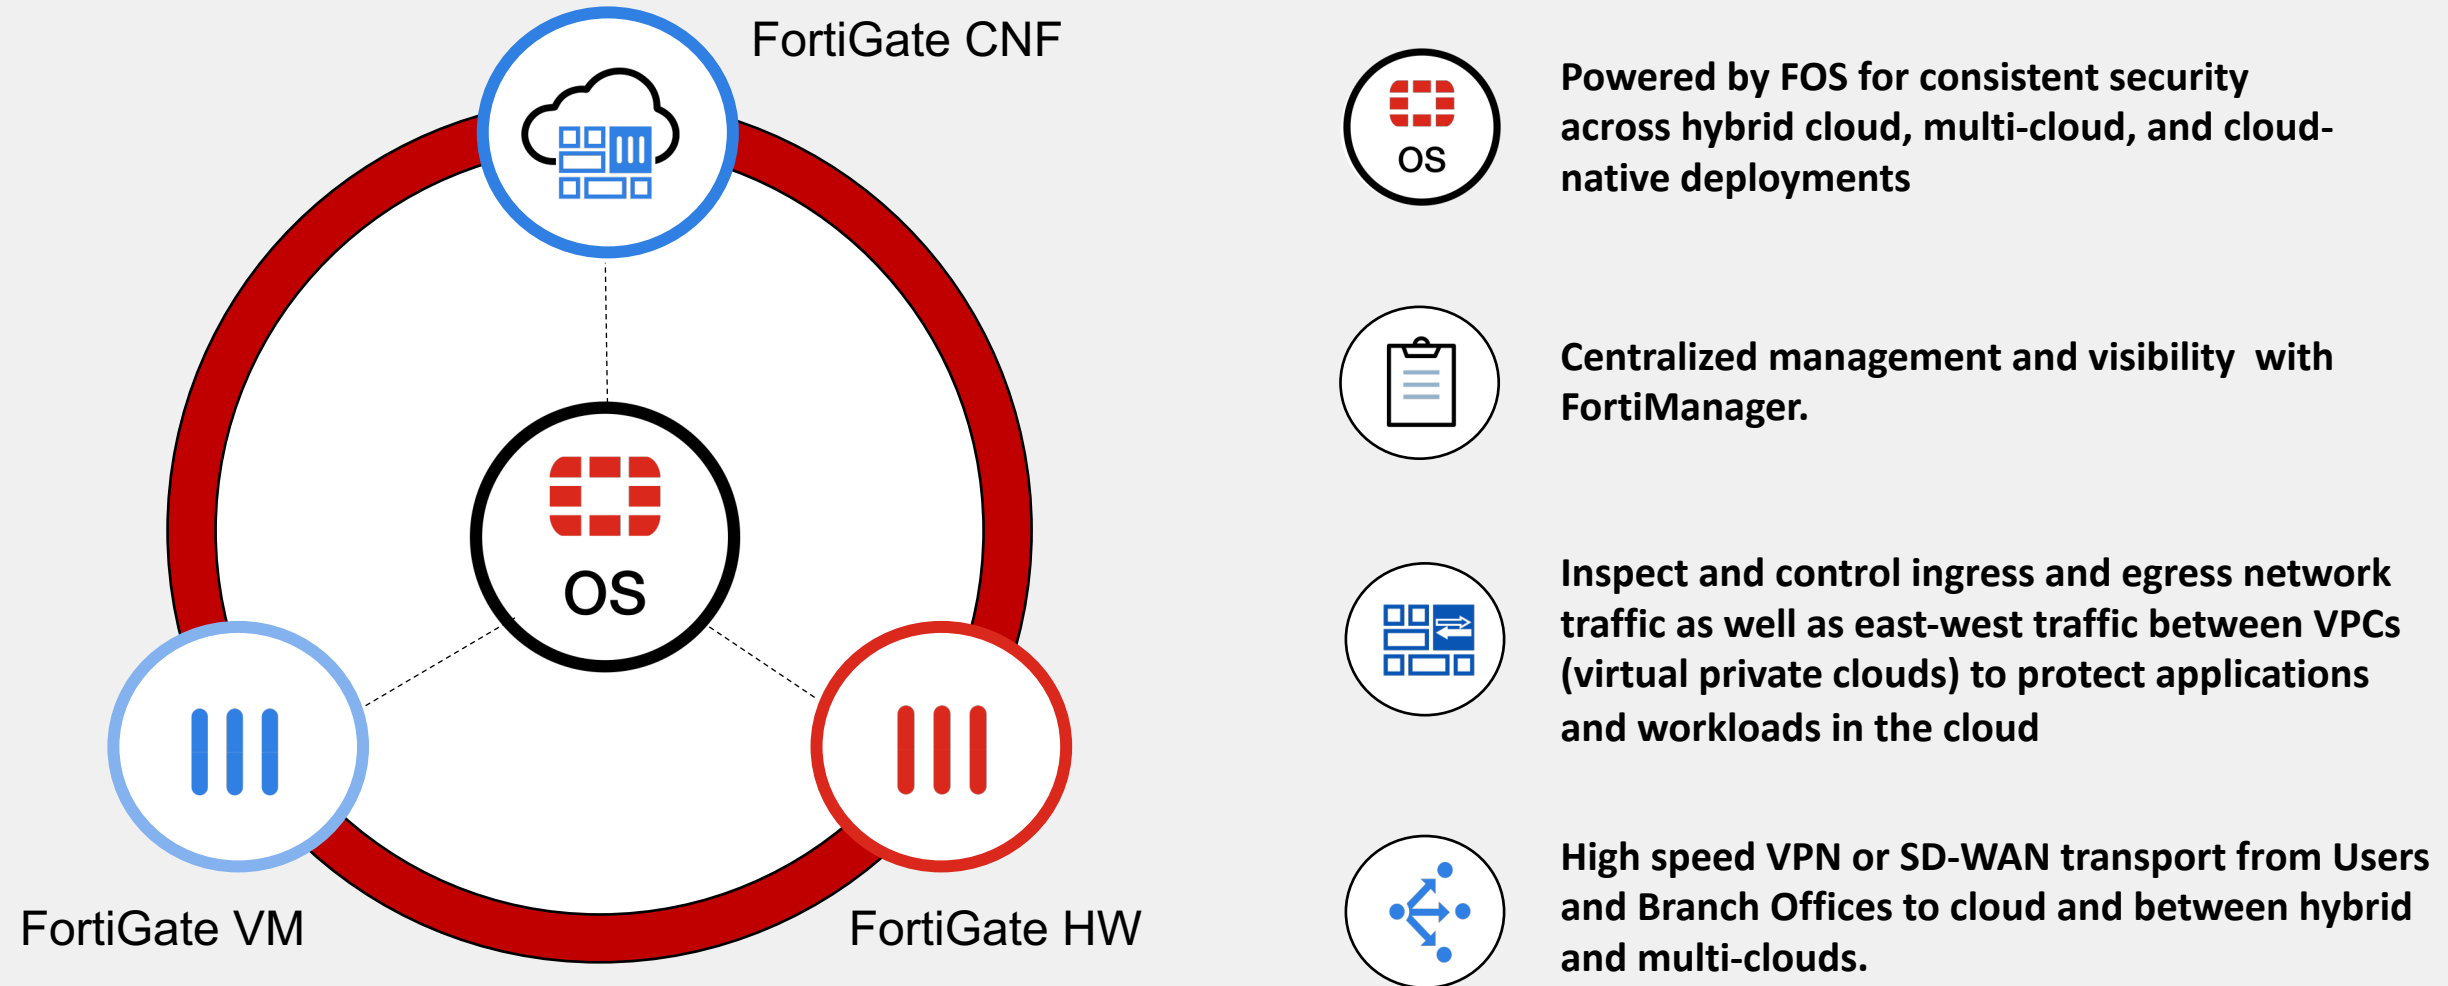 FortiGate CNF
OS
FortiGate VM
FortiGate HW
OS
Powered by FOS for consistent security
across hybrid cloud, multi-cloud, and cloud-
native deployments
Centralized management and visibility  with
FortiManager.
Inspect and control ingress and egress network
traffic as well as east-west traffic between VPCs
(virtual private clouds) to protect applications
and workloads in the cloud
High speed VPN or SD-WAN transport from Users
and Branch Offices to cloud and between hybrid
and multi-clouds.